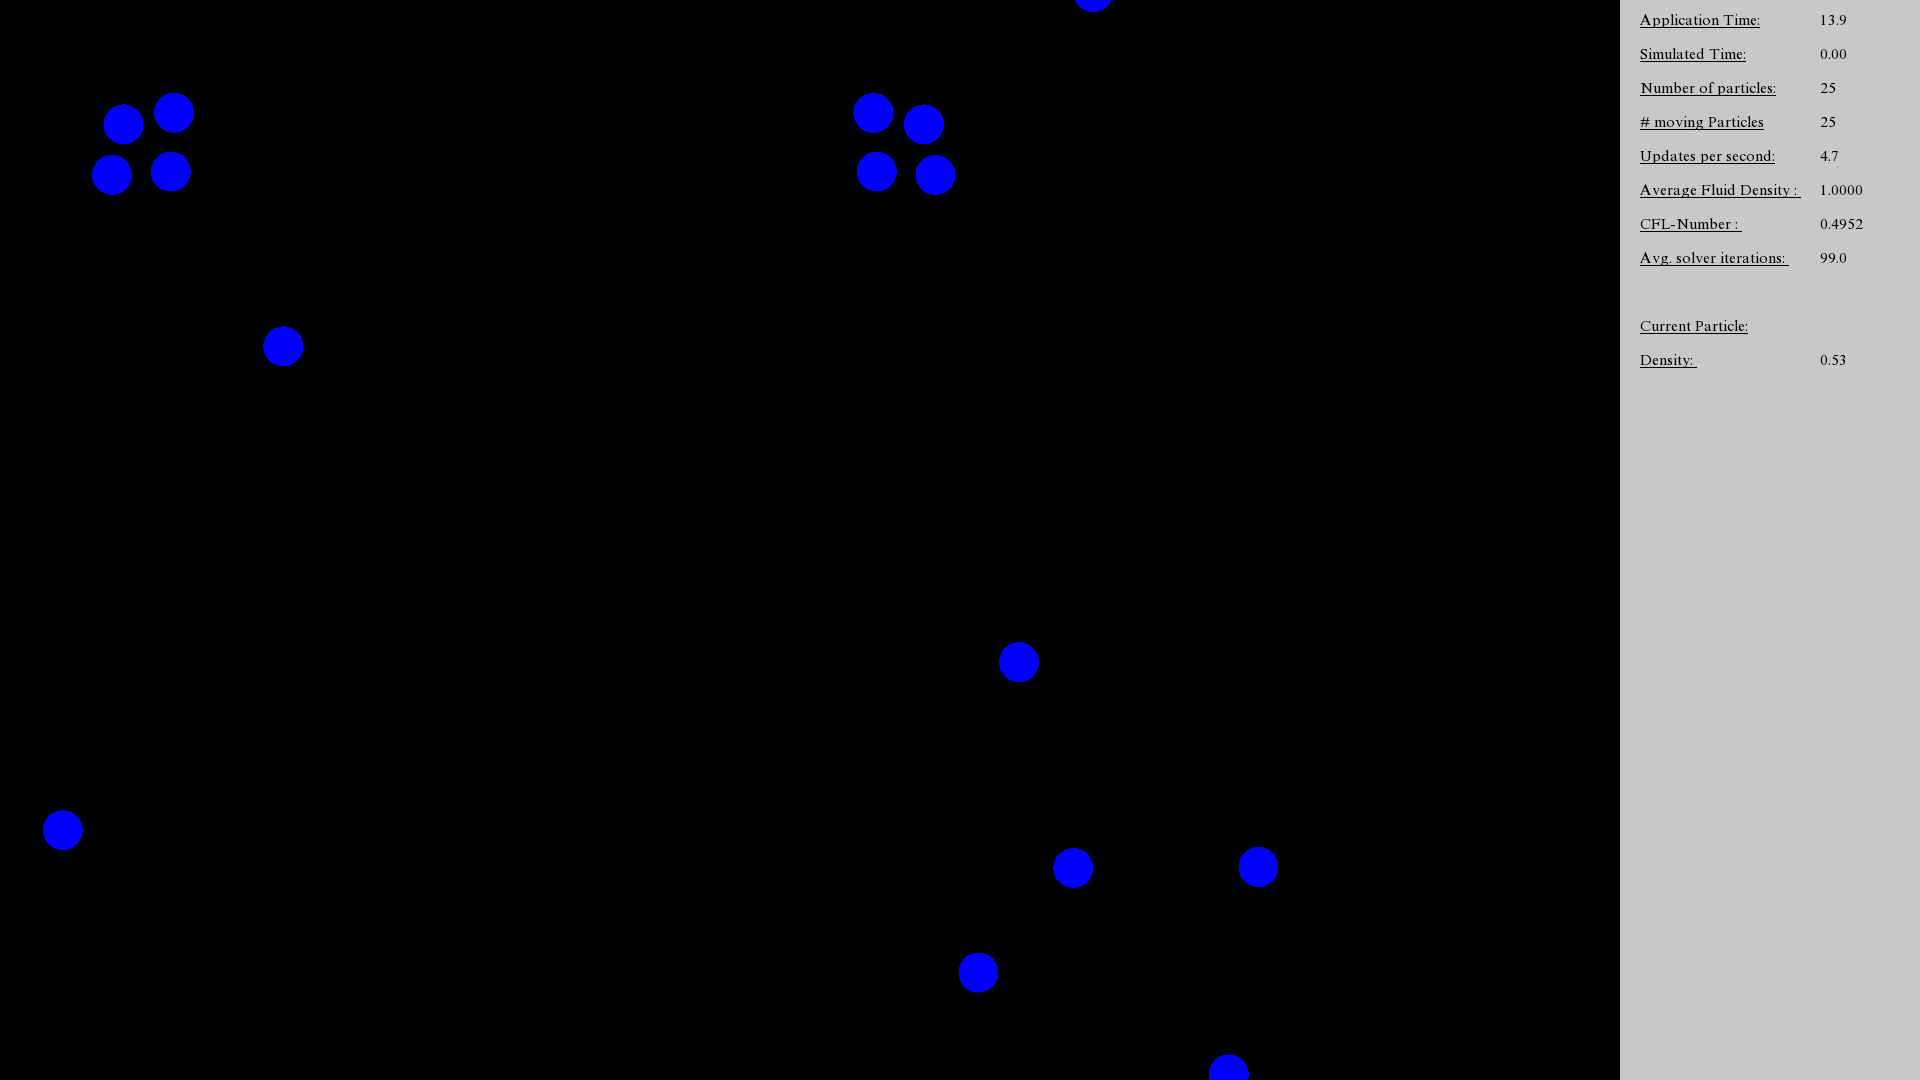 Application Time: 13.9
Simulated Time: 0.00
Number of particles: 25
# moving Particles 25
Updates per second: 4.7
Average Fluid Density : 1.0000
CFL-Number : 0.4952
Avg. solver iterations: 99.0
Current Particle:
Density: 0.53